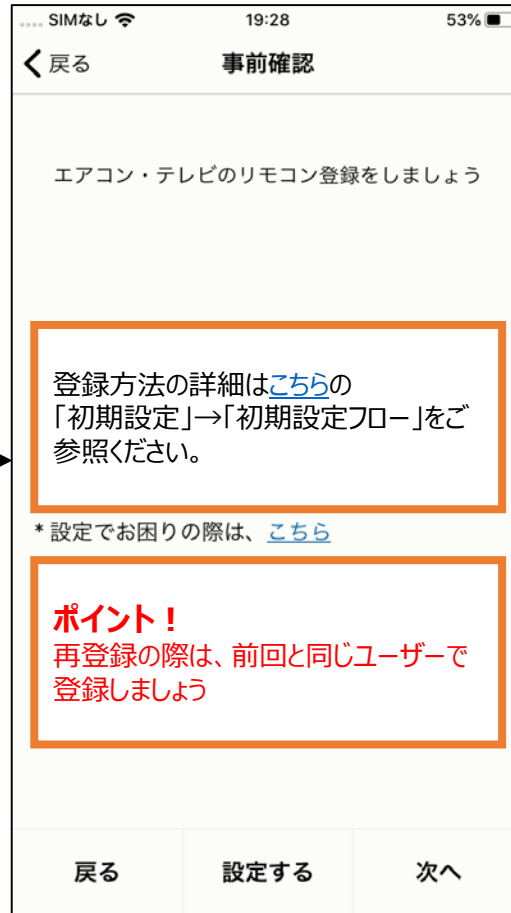 .... SIMなし 19:28 53%
戻る 事前確認
エアコン・テレビのリモコン登録をしましょう
登録方法の詳細はこちらの
「初期設定」→「初期設定フロー」をご
参照ください。
* 設定でお困りの際は、こちら
ポイント！
再登録の際は、前回と同じユーザーで
登録しましょう
戻る 設定する 次へ